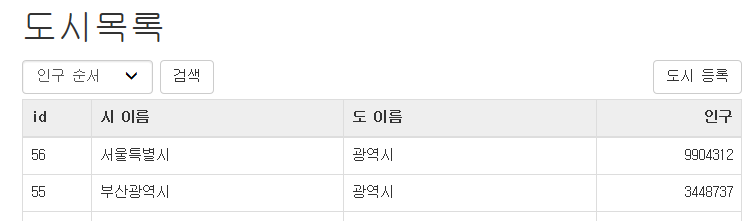 도시목록
인구 순서 검색 도시 등록
id 시 이름 도 이름 인구
56 서울특별시 광역시 9904312
55 부산광역시 광역시 3448737